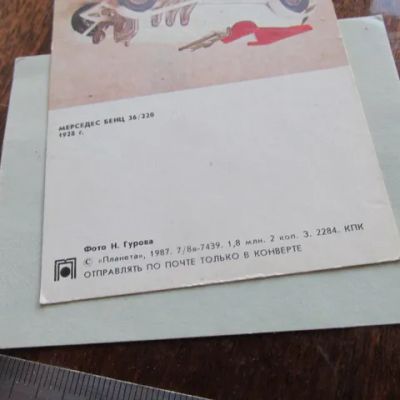 МЕРСЕДЕС БЕНЦ 36/220
1928 г.
Фото Н. Гурова
© «Планета», 1987. 7/8в-7439. 1,8 млн. 2 коп. З. 2284. КПК
ОТПРАВЛЯТЬ ПО ПОЧТЕ ТОЛЬКО В КОНВЕРТЕ